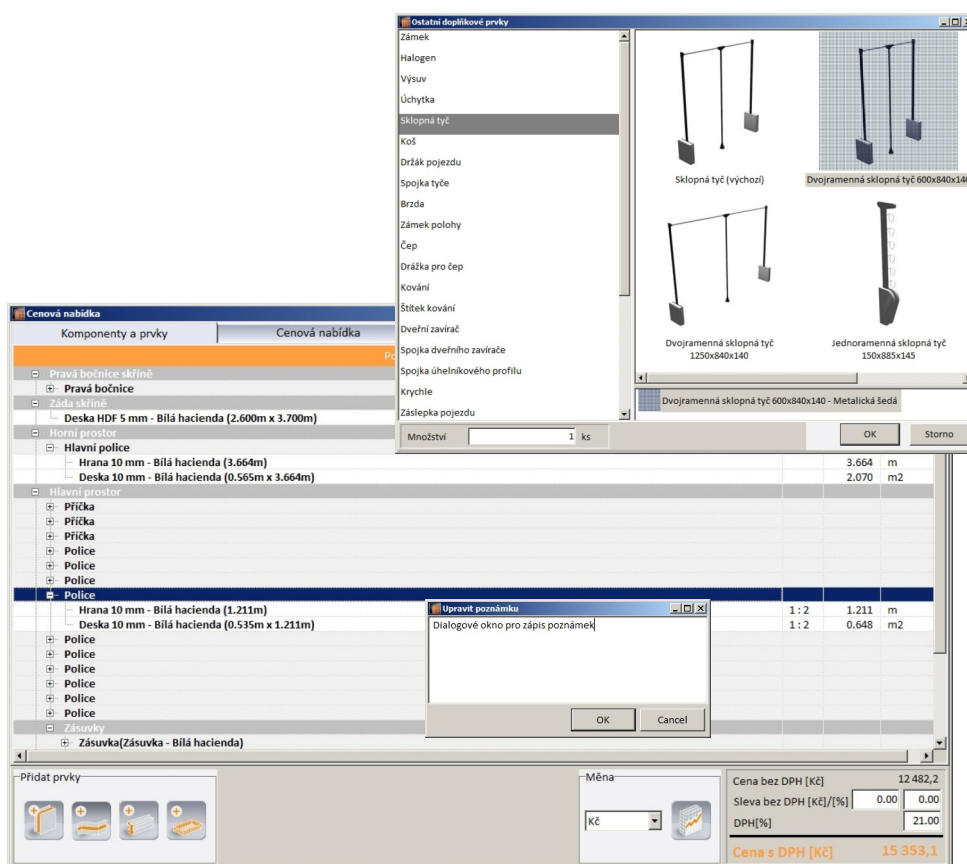 Ostatní doplňkové prvky
Zámek
Halogen
Výsuv
Úchytka
Sklopná tyč
Koš
Držák pojezdu
Spojka tyče
Brzda
Zámek polohy
Čep
Drážka pro čep
Kování
Štítek kování
Dveřní zavírač
Spojka dveřního zavírače
Spojka úhelníkového profilu
Krychle
Záslepka pojezdu
Sklopná tyč (výchozí)
Dvojramenná sklopná tyč 600x840x140
Dvojramenná sklopná tyč
1250x840x140
Jednoramenná sklopná tyč
150x885x145
Dvojramenná sklopná tyč 600x840x140 - Metalická šedá
Množství 1 ks
OK Storno
Cenová nabídka
Komponenty a prvky Cenová nabídka
Pravá bočnice skříně
Pravá bočnice
Záda skříně
Deska HDF 5 mm - Bílá hacienda (2.600m x 3.700m)
Horní prostor
Hlavní police
Hrana 10 mm - Bílá hacienda (3.664m) 3.664 m
Deska 10 mm - Bílá hacienda (0.565m x 3.664m) 2.070 m2
Hlavní prostor
Příčka
Příčka
Příčka
Police
Police
Police
Police
Hrana 10 mm - Bílá hacienda (1.211m) 1 : 2 1.211 m
Deska 10 mm - Bílá hacienda (0.535m x 1.211m) 1 : 2 0.648 m2
Police
Police
Police
Police
Police
Police
Zásuvky
Zásuvka(Zásuvka - Bílá hacienda)
Upravit poznámku
Dialogové okno pro zápis poznámek
OK Cancel
Přidat prvky
Měna
Kč
Cena bez DPH [Kč] 12 482,2
Sleva bez DPH [Kč]/[%] 0.00 0.00
DPH[%] 21.00
Cena s DPH [Kč] 15 353,1